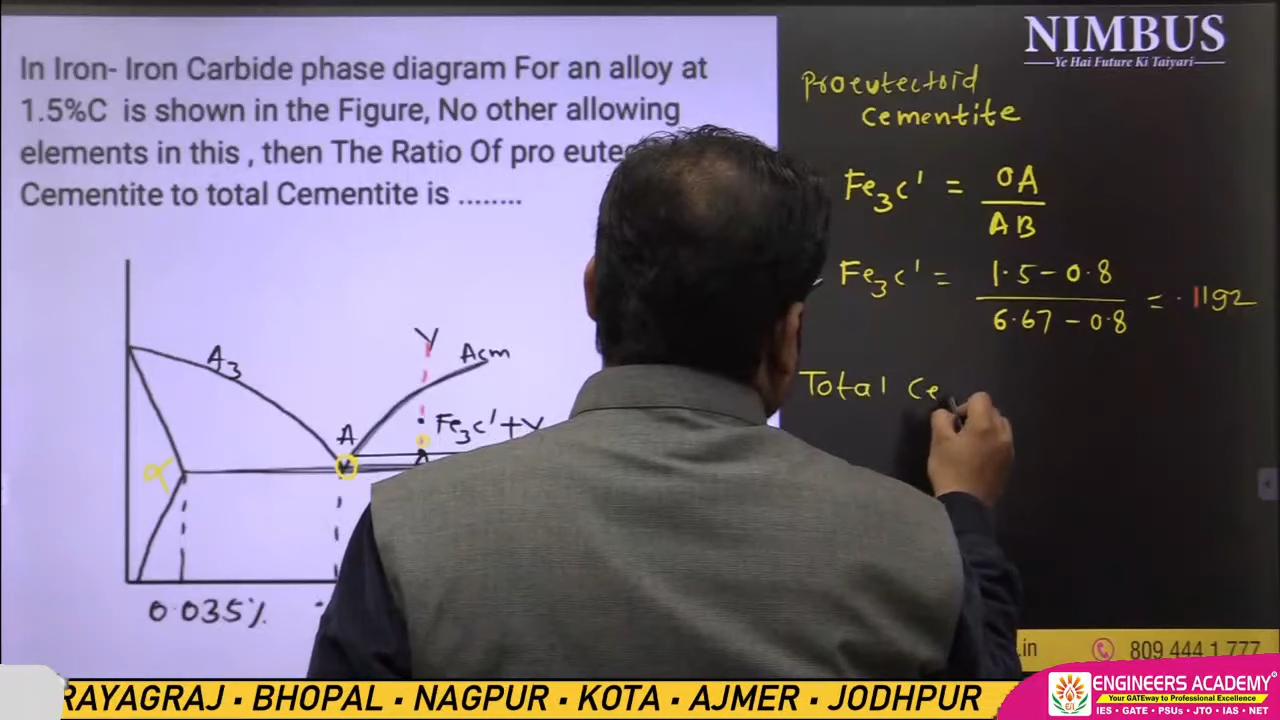 In Iron- Iron Carbide phase diagram For an alloy at
1.5%C is shown in the Figure, No other allowing
elements in this , then The Ratio Of pro
Cementite to total Cementite is ........
A3
Y
Acm
A
Fe3c' + γ
α
0.035%
NIMBUS
Ye Hai Future Ki Taiyari
Proeutectoid
Cementite
Fe3c' = OA
AB
Fe3c' = 1.5 - 0.8 = .1192
6.67 - 0.8
Total Ce
.in 809 444 1 777
RAYAGRAJ • BHOPAL • NAGPUR • KOTA • AJMER • JODHPUR
ENGINEERS ACADEMY
Your GATEway to Professional Excellence
IES • GATE • PSUs • JTO • IAS • NET